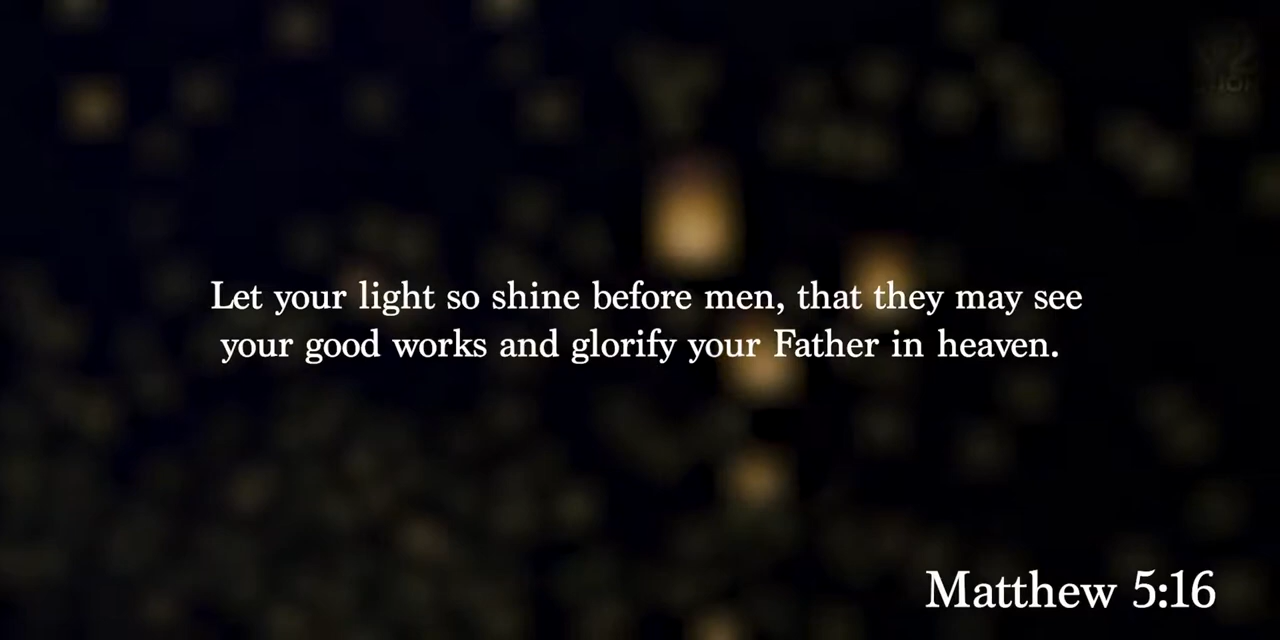 Let your light so shine before men, that they may see
your good works and glorify your Father in heaven.
Matthew 5:16